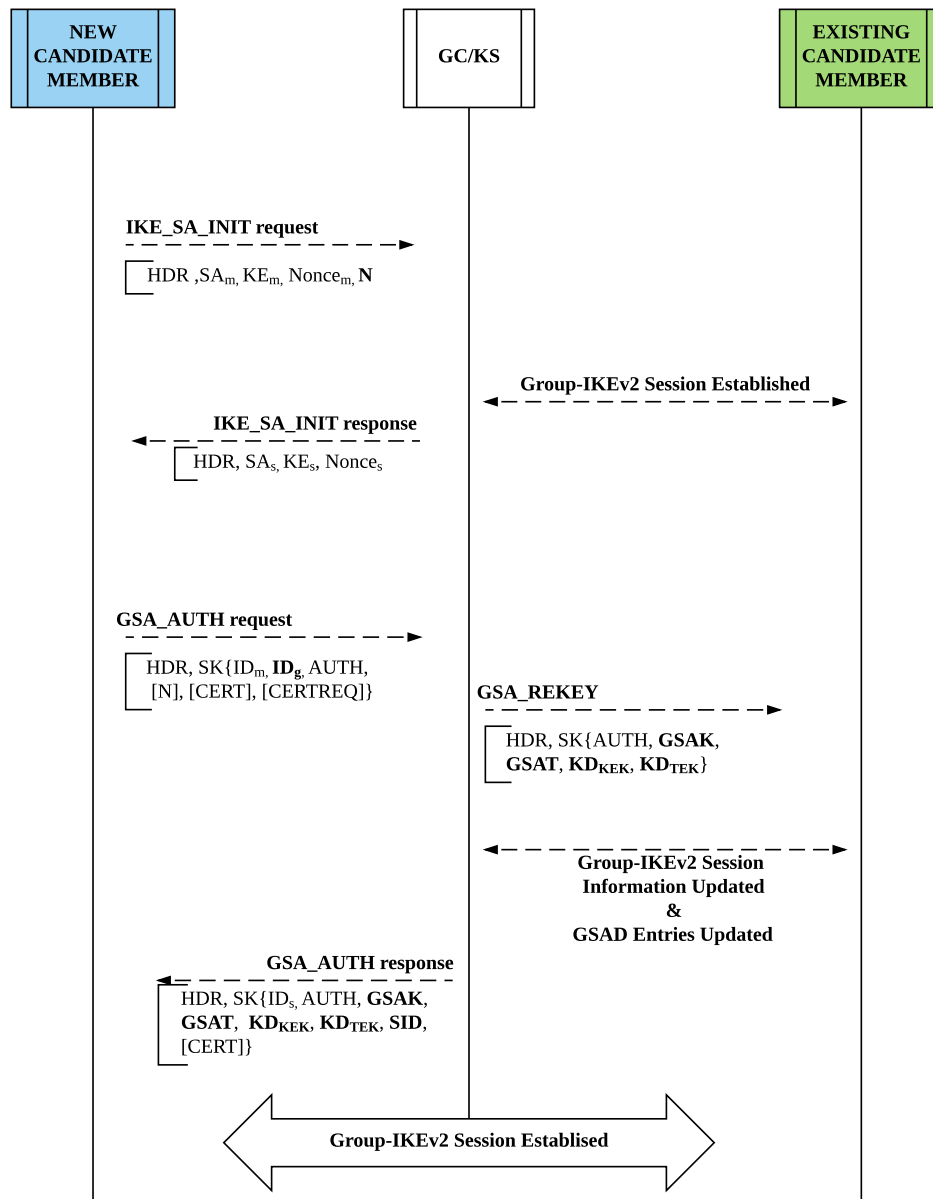 NEW
CANDIDATE
MEMBER
GC/KS
EXISTING
CANDIDATE
MEMBER
IKE_SA_INIT request
HDR ,SAm, KEm, Noncem, N
Group-IKEv2 Session Established
IKE_SA_INIT response
HDR, SAs, KEs, Nonces
GSA_AUTH request
HDR, SK{IDm, IDg, AUTH,
[N], [CERT], [CERTREQ]}
GSA_REKEY
HDR, SK{AUTH, GSAK,
GSAT, KDKEK, KDTEK}
Group-IKEv2 Session
Information Updated
&
GSAD Entries Updated
GSA_AUTH response
HDR, SK{IDs, AUTH, GSAK,
GSAT, KDKEK, KDTEK, SID,
[CERT]}
Group-IKEv2 Session Establised